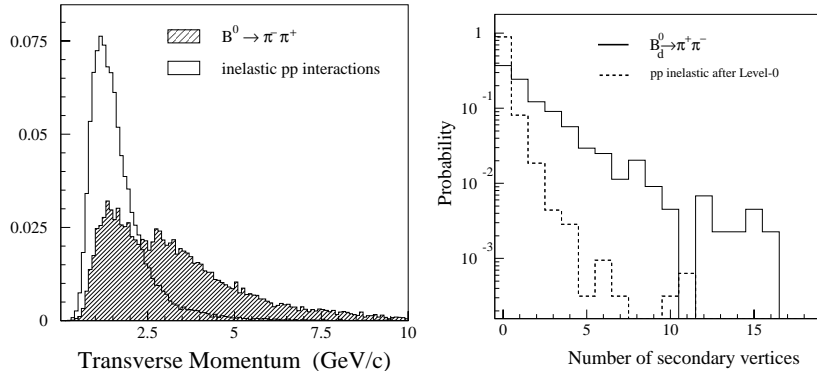 0.075
0.05
0.025
0
2.5
5
7.5
10
B⁰ → π⁻ π⁺
inelastic pp interactions
Transverse Momentum (GeV/c)
1
10⁻¹
10⁻²
10⁻³
Probability
B⁰_d→π⁺π⁻
pp inelastic after Level-0
0
5
10
15
Number of secondary vertices